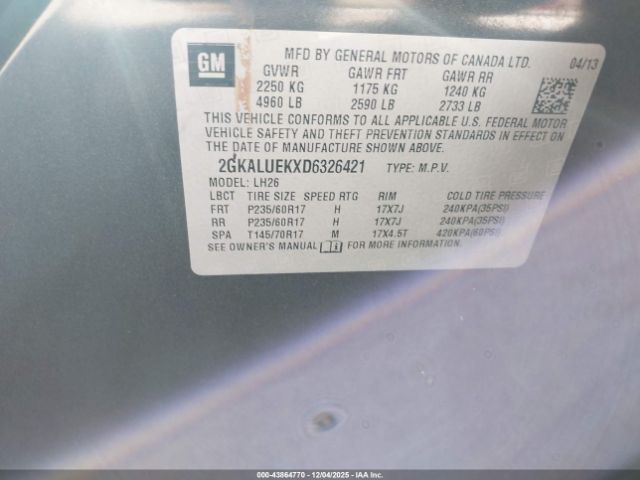 GM
MFD BY GENERAL MOTORS OF CANADA LTD. 04/13
GVWR GAWR FRT GAWR RR
2250 KG 1175 KG 1240 KG
4960 LB 2590 LB 2733 LB
THIS VEHICLE CONFORMS TO ALL APPLICABLE U.S. FEDERAL MOTOR
VEHICLE SAFETY AND THEFT PREVENTION STANDARDS IN EFFECT ON
THE DATE OF MANUFACTURE SHOWN ABOVE.
2GKALUEKXD6326421 TYPE: M.P.V.
MODEL: LH26
LBCT TIRE SIZE SPEED RTG RIM COLD TIRE PRESSURE
FRT P235/60R17 H 17X7J 240KPA(35PSI)
RR P235/60R17 H 17X7J 240KPA(35PSI)
SPA T145/70R17 M 17X4.5T 420KPA(60PSI)
SEE OWNER'S MANUAL FOR MORE INFORMATION.
000-43864770 - 12/04/2025 - IAAI.COM